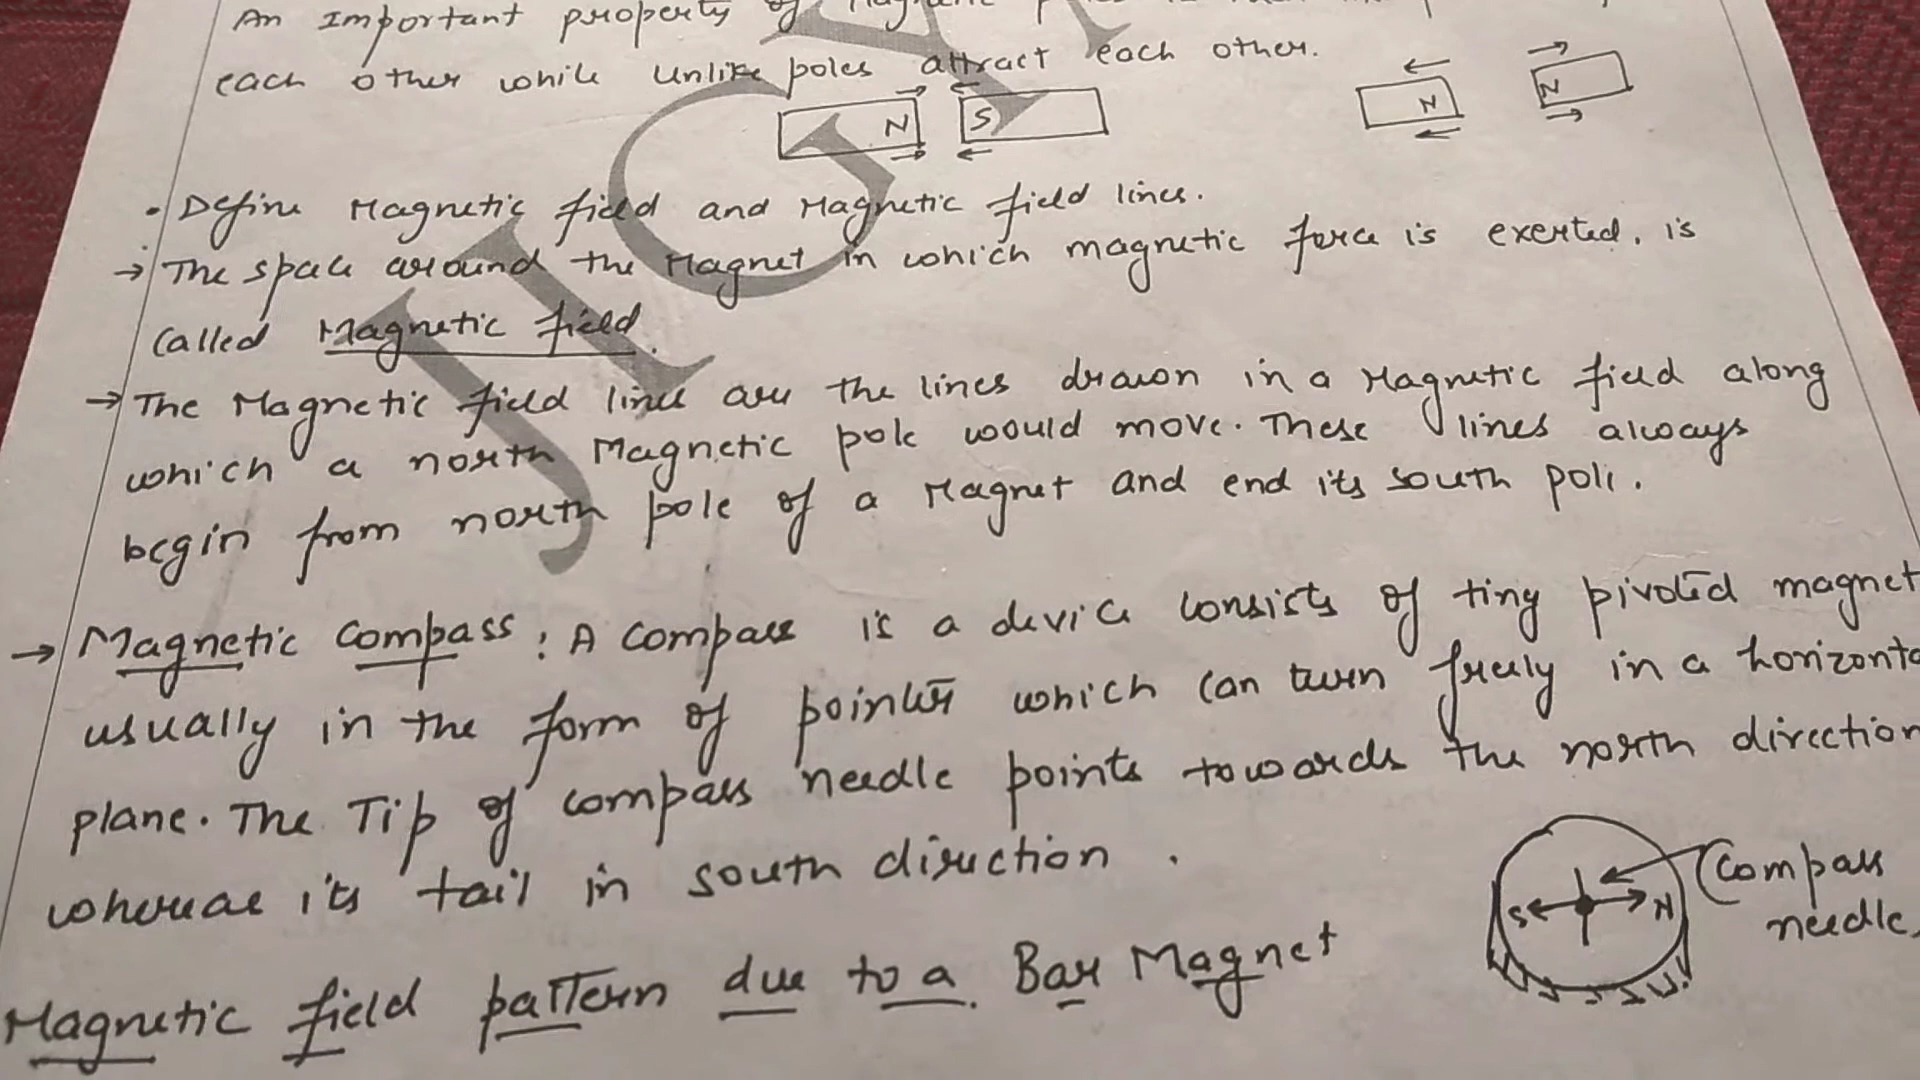 An Important property of Magnetic
each other while Unlike poles attract each other.
N S N N
• Define Magnetic field and Magnetic field lines.
→ The space around the Magnet in which magnetic force is exerted, is
called Magnetic field.
→ The Magnetic field lines are the lines drawn in a Magnetic field along
which a north Magnetic pole would move. These lines always
begin from north pole of a Magnet and end its south pole.
→ Magnetic compass: A compass is a device consists of tiny pivoted magnet
usually in the form of pointer which can turn freely in a horizonta
plane. The Tip of compass needle points towards the north direction
whereas its tail in south direction.
S N Compass
needle,
Magnetic field pattern due to a Bar Magnet